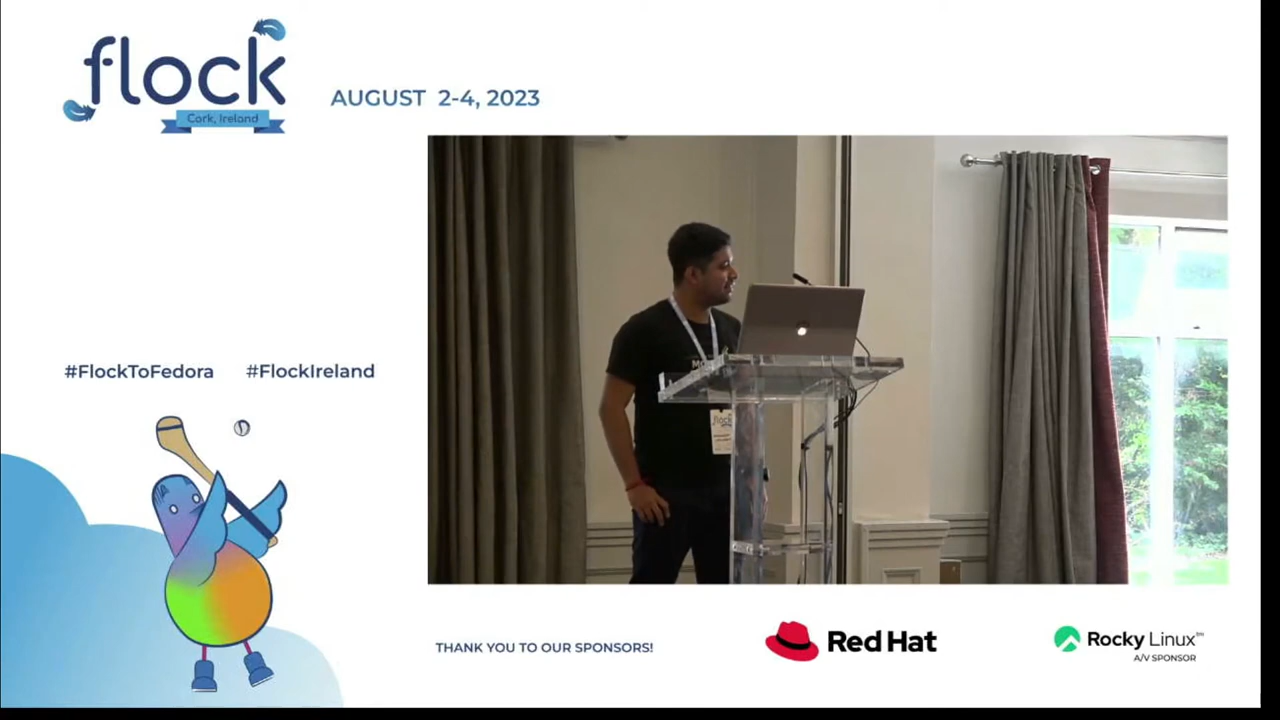 flock
Cork, Ireland
AUGUST 2-4, 2023
flock
#FlockToFedora #FlockIreland
THANK YOU TO OUR SPONSORS!
Red Hat
Rocky Linux™
A/V SPONSOR